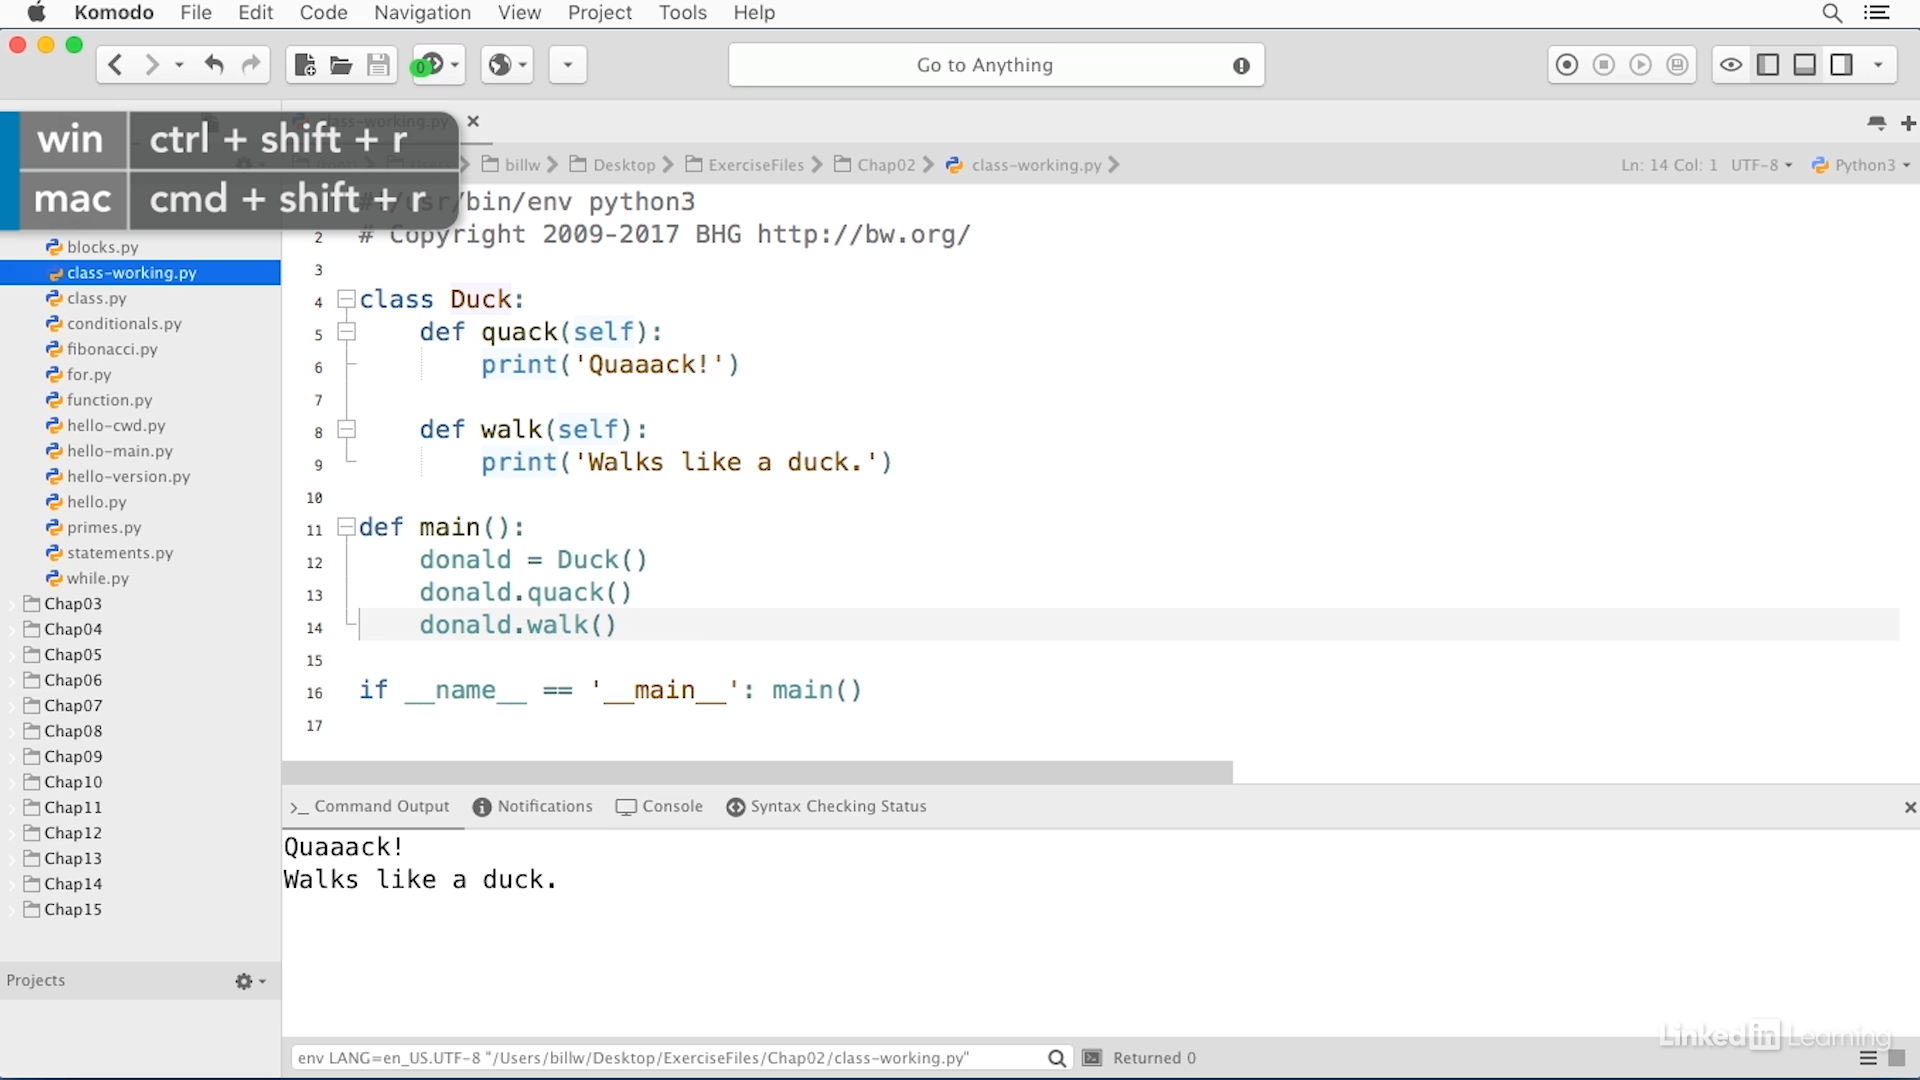 Komodo File Edit Code Navigation View Project Tools Help
Go to Anything
win ctrl + shift + r
mac cmd + shift + r
class-working.py
billw Desktop ExerciseFiles Chap02 class-working.py
Ln: 14 Col: 1 UTF-8 Python3
blocks.py
class-working.py
class.py
conditionals.py
fibonacci.py
for.py
function.py
hello-cwd.py
hello-main.py
hello-version.py
hello.py
primes.py
statements.py
while.py
Chap03
Chap04
Chap05
Chap06
Chap07
Chap08
Chap09
Chap10
Chap11
Chap12
Chap13
Chap14
Chap15
Projects
#!/usr/bin/env python3
2 # Copyright 2009-2017 BHG http://bw.org/
3
4 class Duck:
5 def quack(self):
6 print('Quaaack!')
7
8 def walk(self):
9 print('Walks like a duck.')
10
11 def main():
12 donald = Duck()
13 donald.quack()
14 donald.walk()
15
16 if __name__ == '__main__': main()
17
Command Output Notifications Console Syntax Checking Status
Quaaack!
Walks like a duck.
env LANG=en_US.UTF-8 "/Users/billw/Desktop/ExerciseFiles/Chap02/class-working.py"
Returned 0
Linked in Learning